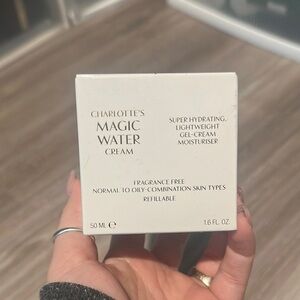 CHARLOTTE'S
MAGIC
WATER
CREAM
SUPER HYDRATING,
LIGHTWEIGHT
GEL-CREAM
MOISTURISER
FRAGRANCE FREE
NORMAL TO OILY-COMBINATION SKIN TYPES
REFILLABLE
50 ML ℮
1.6 FL. OZ.